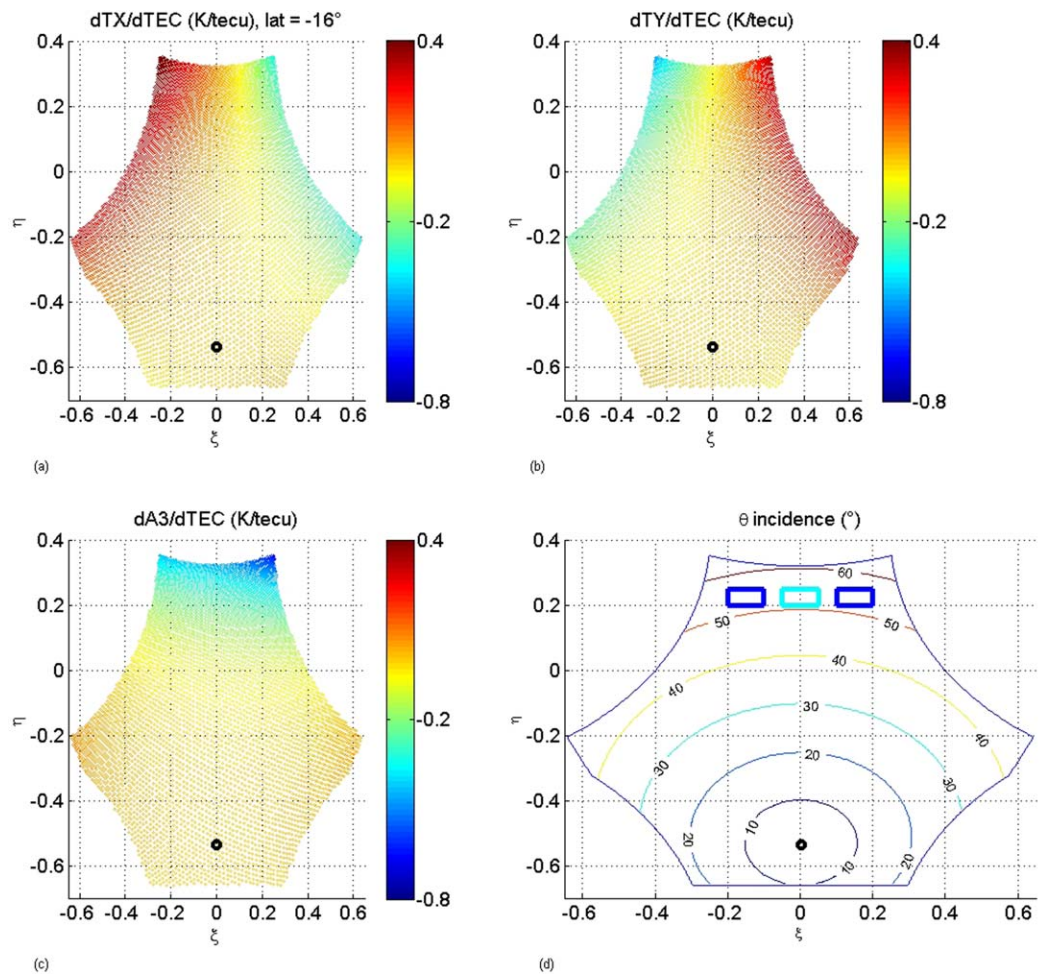 dTX/dTEC (K/tecu), lat = -16°
0.4
0.2
0
-0.2
-0.4
-0.6
η
-0.6 -0.4 -0.2 0 0.2 0.4 0.6
ξ
0.4
-0.2
-0.8
(a)
dTY/dTEC (K/tecu)
0.4
0.2
0
-0.2
-0.4
-0.6
η
-0.6 -0.4 -0.2 0 0.2 0.4 0.6
ξ
0.4
-0.2
-0.8
(b)
dA3/dTEC (K/tecu)
0.4
0.2
0
-0.2
-0.4
-0.6
η
-0.6 -0.4 -0.2 0 0.2 0.4 0.6
ξ
0.4
-0.2
-0.8
(c)
θ incidence (°)
0.4
0.2
0
-0.2
-0.4
-0.6
η
60
50 50
40
40 40
30
30 30
20
20 20
10 10
-0.6 -0.4 -0.2 0 0.2 0.4 0.6
ξ
(d)